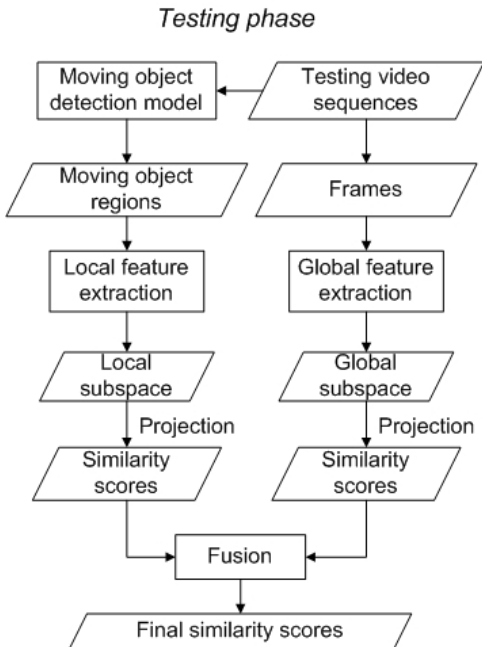 Testing phase
Moving object
detection model
Testing video
sequences
Moving object
regions
Frames
Local feature
extraction
Global feature
extraction
Local
subspace
Global
subspace
Projection
Projection
Similarity
scores
Similarity
scores
Fusion
Final similarity scores